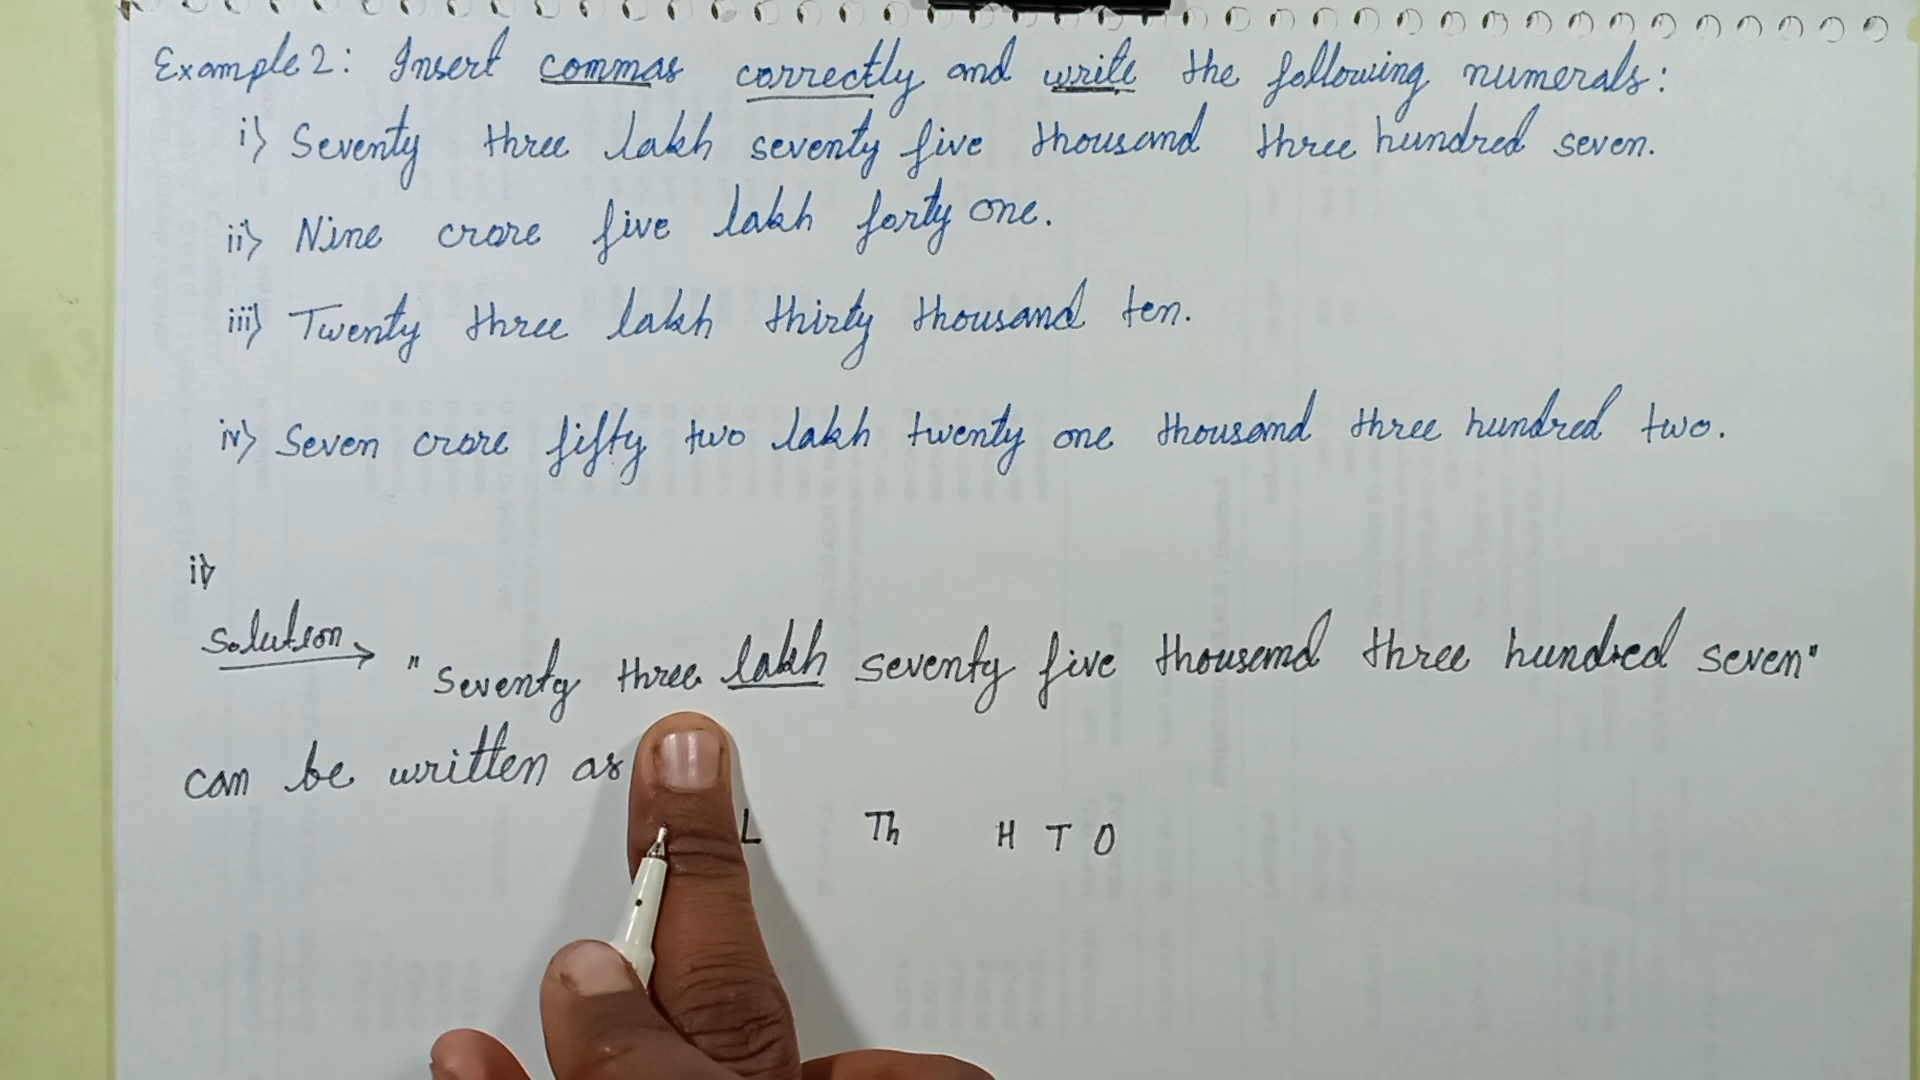 Example 2: Insert commas correctly and write the following numerals:
i) Seventy three lakh seventy five thousand three hundred seven.
ii) Nine crore five lakh forty one.
iii) Twenty three lakh thirty thousand ten.
iv) Seven crore fifty two lakh twenty one thousand three hundred two.
i)
Solution → "Seventy three lakh seventy five thousand three hundred seven"
can be written as
L Th H T O